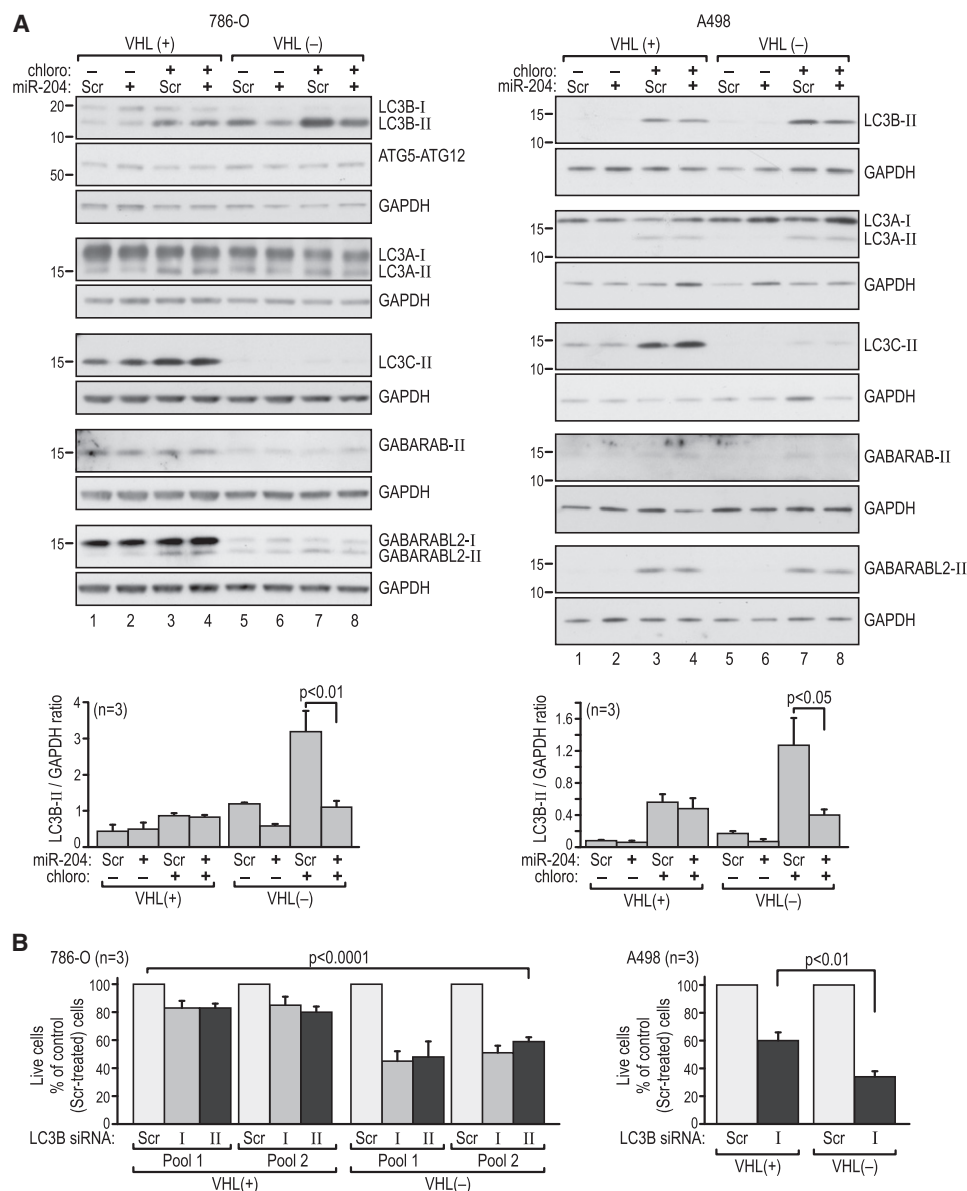 A
786-O
VHL (+) VHL (–)
chloro: – – + + – – + +
miR-204: Scr + Scr + Scr + Scr +
20
LC3B-I
LC3B-II
10
ATG5-ATG12
50
GAPDH
LC3A-I
15
LC3A-II
GAPDH
15
LC3C-II
GAPDH
15
GABARAB-II
GAPDH
15
GABARABL2-I
GABARABL2-II
GAPDH
1 2 3 4 5 6 7 8
A498
VHL (+) VHL (–)
chloro: – – + + – – + +
miR-204: Scr + Scr + Scr + Scr +
15
LC3B-II
10
GAPDH
LC3A-I
15
LC3A-II
10
GAPDH
15
LC3C-II
10
GAPDH
15
GABARAB-II
10
GAPDH
15
GABARABL2-II
10
GAPDH
1 2 3 4 5 6 7 8
LC3B-II / GAPDH ratio
4
3
2
1
0
(n=3)
p<0.01
miR-204: Scr + Scr + Scr + Scr +
chloro: – – + + – – + +
VHL(+) VHL(–)
LC3B-II / GAPDH ratio
1.6
1.2
0.8
0.4
0
(n=3)
p<0.05
miR-204: Scr + Scr + Scr + Scr +
chloro: – – + + – – + +
VHL(+) VHL(–)
B
786-O (n=3)
p<0.0001
Live cells
% of control
(Scr-treated) cells
100
80
60
40
20
0
LC3B siRNA: Scr I II Scr I II Scr I II Scr I II
Pool 1 Pool 2 Pool 1 Pool 2
VHL(+) VHL(–)
A498 (n=3)
p<0.01
Live cells
% of control
(Scr-treated) cells
100
80
60
40
20
0
LC3B siRNA: Scr I Scr I
VHL(+) VHL(–)